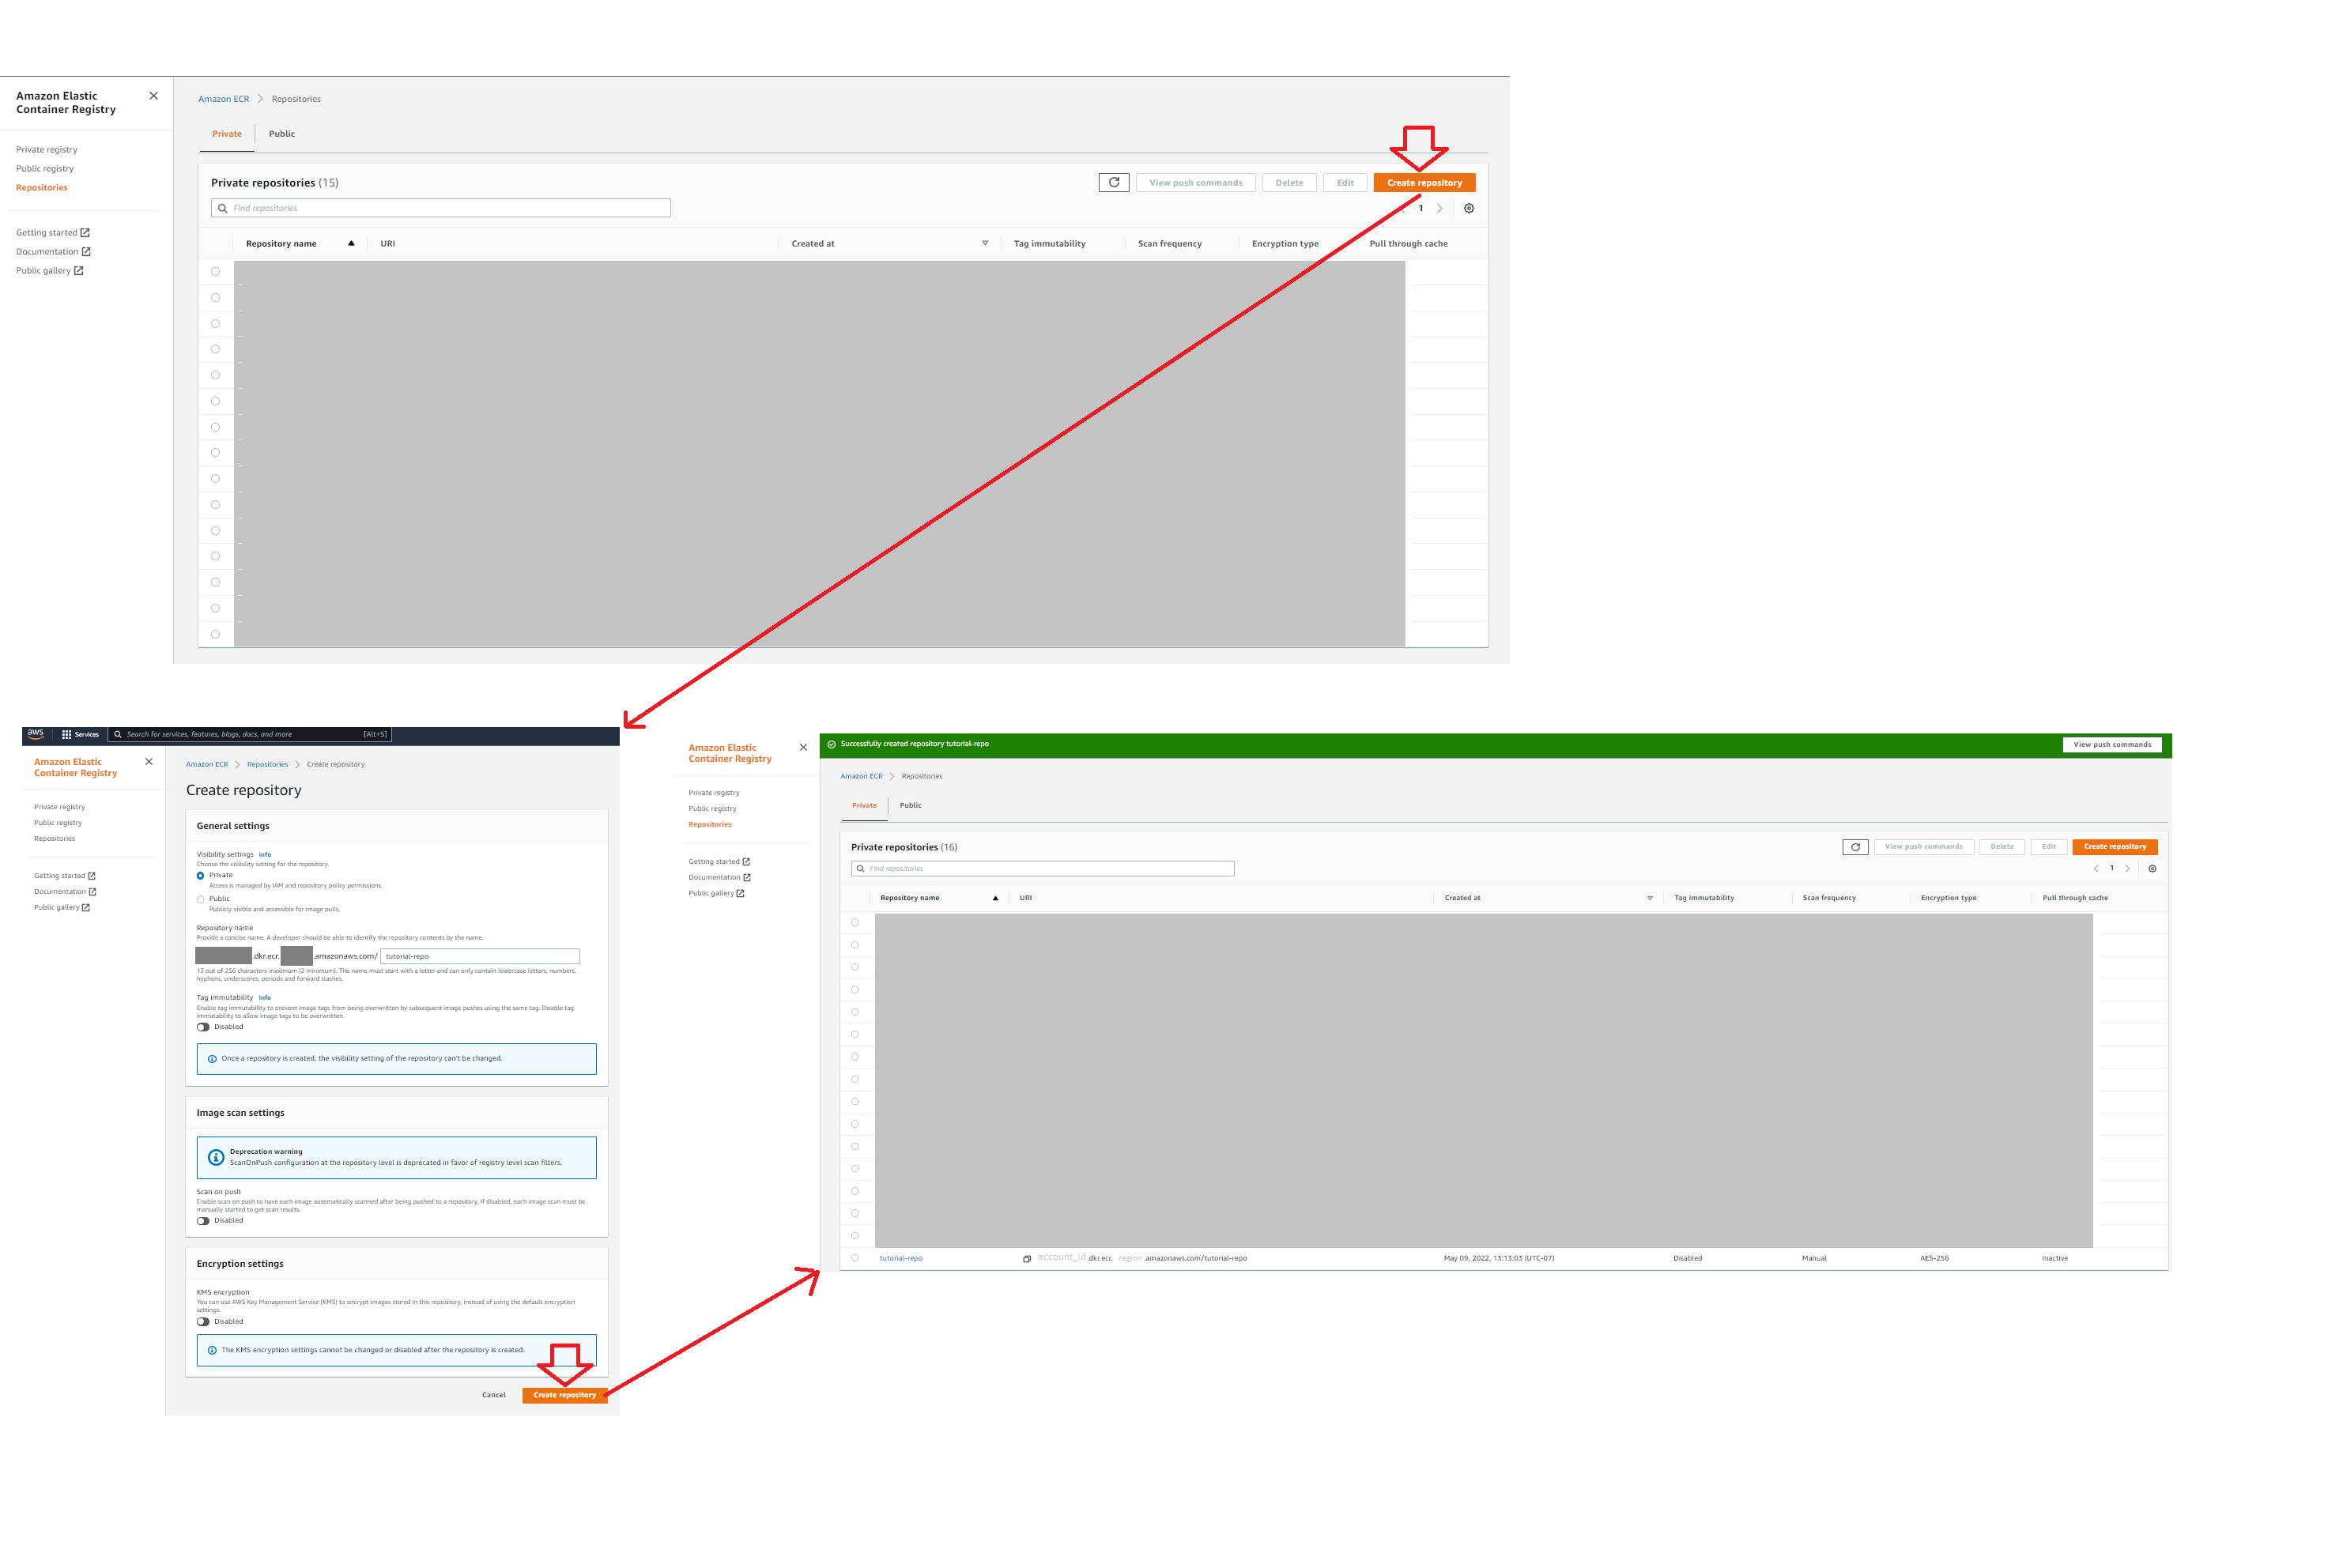 Amazon Elastic
Container Registry
Private registry
Public registry
Repositories
Getting started
Documentation
Public gallery
Amazon ECR > Repositories
Private Public
Private repositories (15)
View push commands Delete Edit Create repository
Find repositories
1
Repository name URI Created at Tag immutability Scan frequency Encryption type Pull through cache
aws Services Search for services, features, blogs, docs, and more [Alt+S]
Amazon Elastic
Container Registry
Private registry
Public registry
Repositories
Getting started
Documentation
Public gallery
Amazon ECR > Repositories > Create repository
Create repository
General settings
Visibility settings Info
Choose the visibility setting for the repository.
Private
Access is managed by IAM and repository policy permissions.
Public
Publicly visible and accessible for image pulls.
Repository name
Provide a concise name. A developer should be able to identify the repository contents by the name.
.dkr.ecr. .amazonaws.com/ tutorial-repo
13 out of 256 characters maximum (2 minimum). The name must start with a letter and can only contain lowercase letters, numbers,
hyphens, underscores, periods and forward slashes.
Tag immutability Info
Enable tag immutability to prevent image tags from being overwritten by subsequent image pushes using the same tag. Disable tag
immutability to allow image tags to be overwritten.
Disabled
Once a repository is created, the visibility setting of the repository can't be changed.
Image scan settings
Deprecation warning
ScanOnPush configuration at the repository level is deprecated in favor of registry level scan filters.
Scan on push
Enable scan on push to have each image automatically scanned after being pushed to a repository. If disabled, each image scan must be
manually started to get scan results.
Disabled
Encryption settings
KMS encryption
You can use AWS Key Management Service (KMS) to encrypt images stored in this repository, instead of using the default encryption
settings.
Disabled
The KMS encryption settings cannot be changed or disabled after the repository is created.
Cancel Create repository
Amazon Elastic
Container Registry
Private registry
Public registry
Repositories
Getting started
Documentation
Public gallery
Successfully created repository tutorial-repo View push commands
Amazon ECR > Repositories
Private Public
Private repositories (16)
View push commands Delete Edit Create repository
Find repositories
1
Repository name URI Created at Tag immutability Scan frequency Encryption type Pull through cache
tutorial-repo account_id.dkr.ecr. region .amazonaws.com/tutorial-repo May 09, 2022, 13:13:03 (UTC-07) Disabled Manual AES-256 Inactive